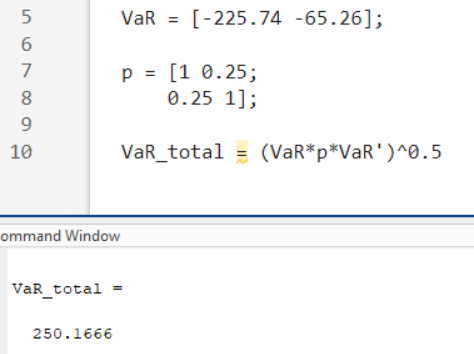 5 VaR = [-225.74 -65.26];
6
7 p = [1 0.25;
8 0.25 1];
9
10 VaR_total = (VaR*p*VaR')^0.5
ommand Window
VaR_total =
250.1666